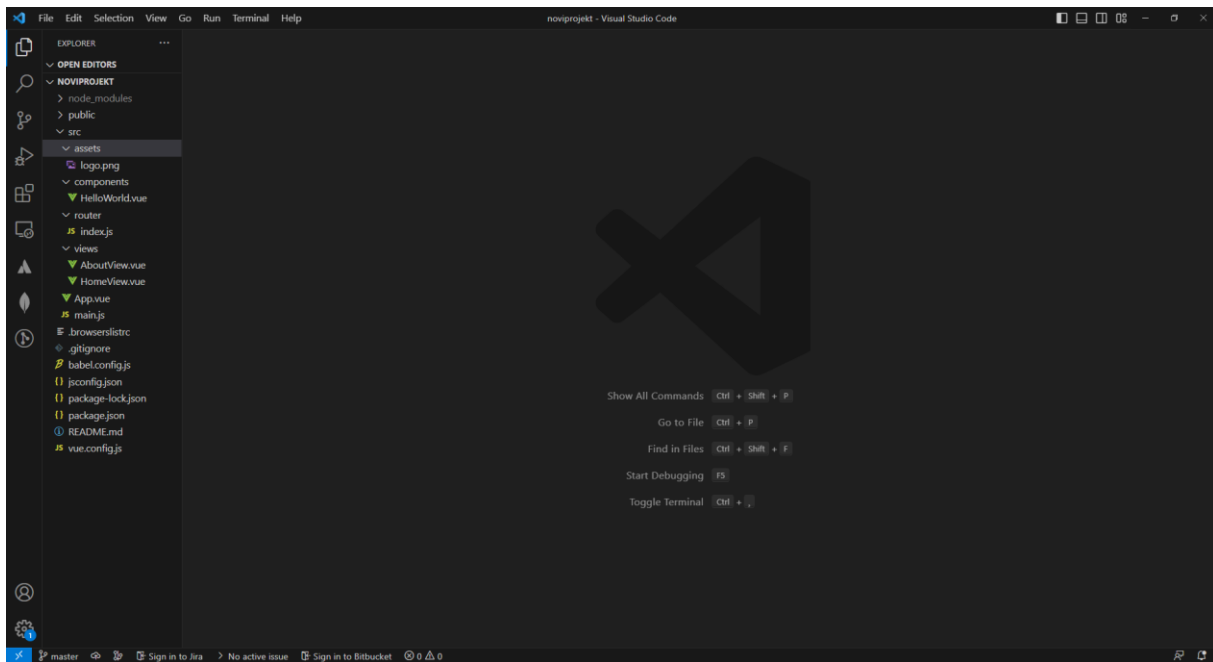 File Edit Selection View Go Run Terminal Help
noviprojekt - Visual Studio Code
EXPLORER
OPEN EDITORS
NOVIPROJEKT
node_modules
public
src
assets
logo.png
components
HelloWorld.vue
router
JS index.js
views
AboutView.vue
HomeView.vue
App.vue
JS main.js
.browserslistrc
.gitignore
babel.config.js
{} jsconfig.json
{} package-lock.json
{} package.json
README.md
JS vue.config.js
Show All Commands Ctrl + Shift + P
Go to File Ctrl + P
Find in Files Ctrl + Shift + F
Start Debugging F5
Toggle Terminal Ctrl + ,
1
master Sign in to Jira No active issue Sign in to Bitbucket 0 0